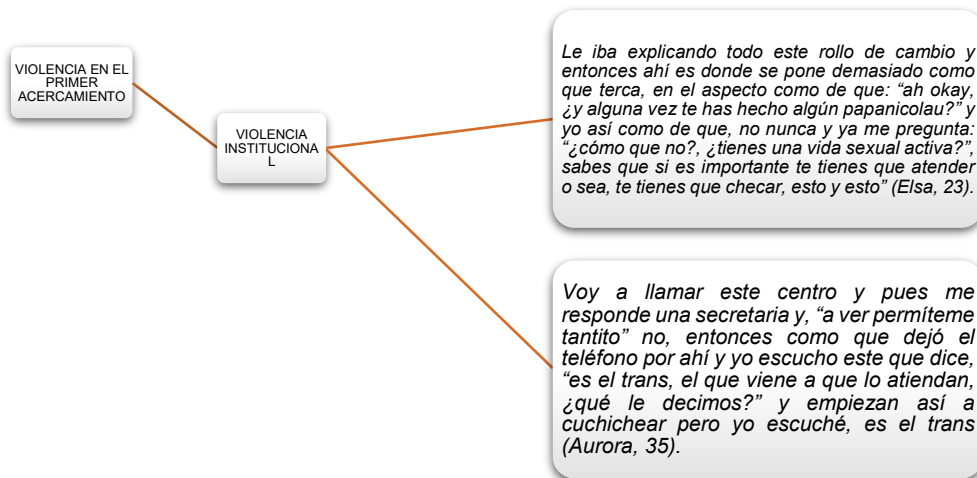 VIOLENCIA EN EL
PRIMER
ACERCAMIENTO
VIOLENCIA
INSTITUCIONA
L
Le iba explicando todo este rollo de cambio y
entonces ahí es donde se pone demasiado como
que terca, en el aspecto como de que: “ah okay,
¿y alguna vez te has hecho algún papanicolau?” y
yo así como de que, no nunca y ya me pregunta:
“¿cómo que no?, ¿tienes una vida sexual activa?”,
sabes que si es importante te tienes que atender
o sea, te tienes que checar, esto y esto” (Elsa, 23).
Voy a llamar este centro y pues me
responde una secretaria y, “a ver permíteme
tantito” no, entonces como que dejó el
teléfono por ahí y yo escucho este que dice,
“es el trans, el que viene a que lo atiendan,
¿qué le decimos?” y empiezan así a
cuchichear pero yo escuché, es el trans
(Aurora, 35).